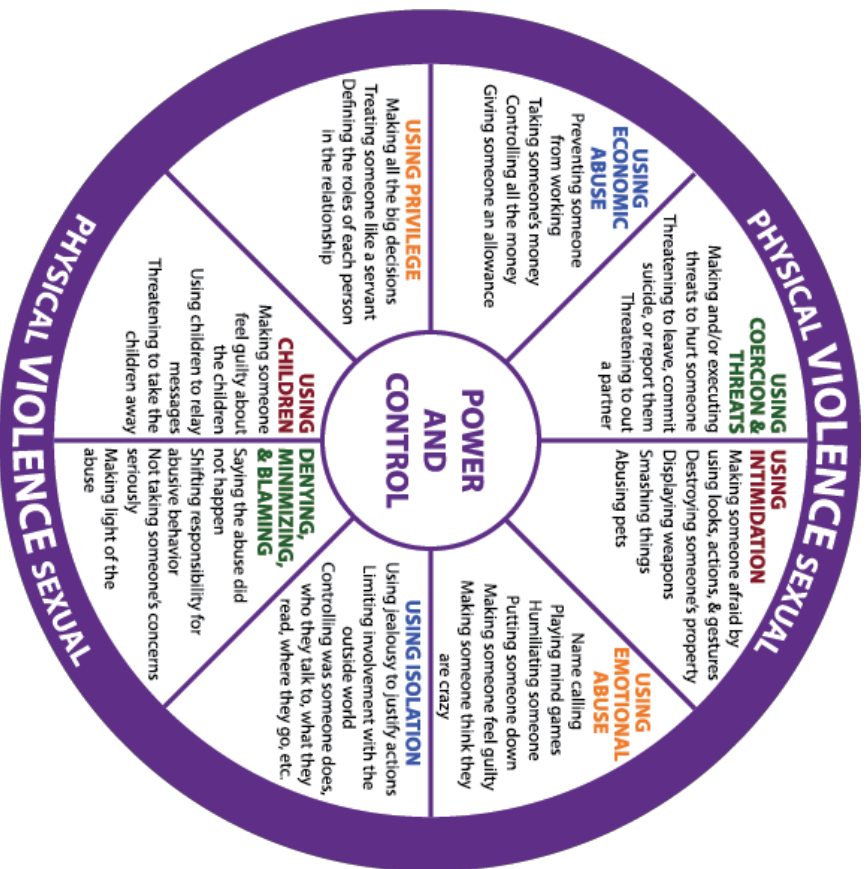 PHYSICAL VIOLENCE SEXUAL
USING
COERCION &
THREATS
Making and/or executing
threats to hurt someone
Threatening to leave, commit
suicide, or report them
Threatening to out
a partner
USING
INTIMIDATION
Making someone afraid by
using looks, actions, & gestures
Destroying someone's property
Displaying weapons
Smashing things
Abusing pets
USING
EMOTIONAL
ABUSE
Name calling
Playing mind games
Humiliating someone
Putting someone down
Making someone feel guilty
Making someone think they
are crazy
USING ISOLATION
Using jealousy to justify actions
Limiting involvement with the
outside world
Controlling was someone does,
who they talk to, what they
read, where they go, etc.
DENYING,
MINIMIZING,
& BLAMING
Saying the abuse did
not happen
Shifting responsibility for
abusive behavior
Not taking someone's concerns
seriously
Making light of the
abuse
USING
CHILDREN
Making someone
feel guilty about
the children
Using children to relay
messages
Threatening to take the
children away
USING PRIVILEGE
Making all the big decisions
Treating someone like a servant
Defining the roles of each person
in the relationship
USING
ECONOMIC
ABUSE
Preventing someone
from working
Taking someone's money
Controlling all the money
Giving someone an allowance
POWER
AND
CONTROL
PHYSICAL VIOLENCE SEXUAL